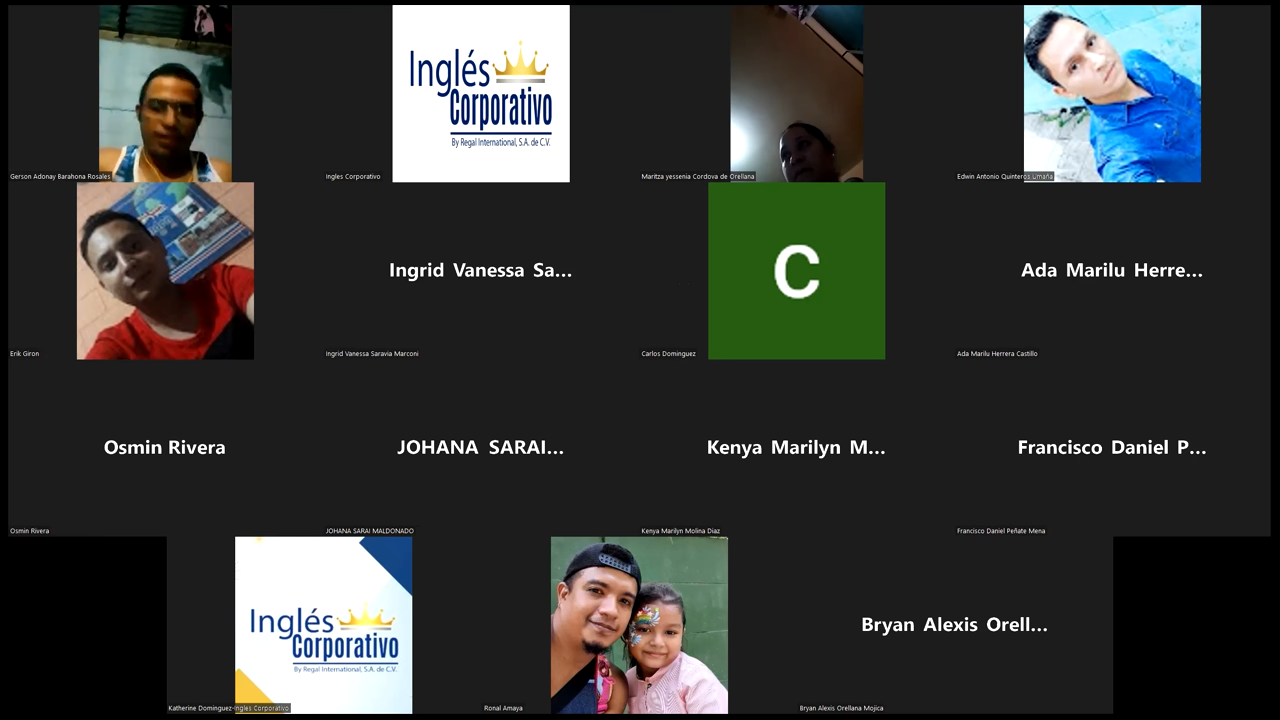 Inglés
Corporativo
By Regal International, S.A. de C.V.
Gerson Adonay Barahona Rosales
Ingles Corporativo
Maritza yessenia Cordova de Orellana
Edwin Antonio Quinteros Umaña
Ingrid Vanessa Sa...
C
Ada Marilu Herre...
Erik Giron
Ingrid Vanessa Saravia Marconi
Carlos Dominguez
Ada Marilu Herrera Castillo
Osmin Rivera
JOHANA SARAI...
Kenya Marilyn M...
Francisco Daniel P...
Osmin Rivera
JOHANA SARAI MALDONADO
Kenya Marilyn Molina Diaz
Francisco Daniel Peñate Mena
Inglés
Corporativo
By Regal International, S.A. de C.V.
Bryan Alexis Orell...
Katherine Dominguez-Ingles Corporativo
Ronal Amaya
Bryan Alexis Orellana Mojica